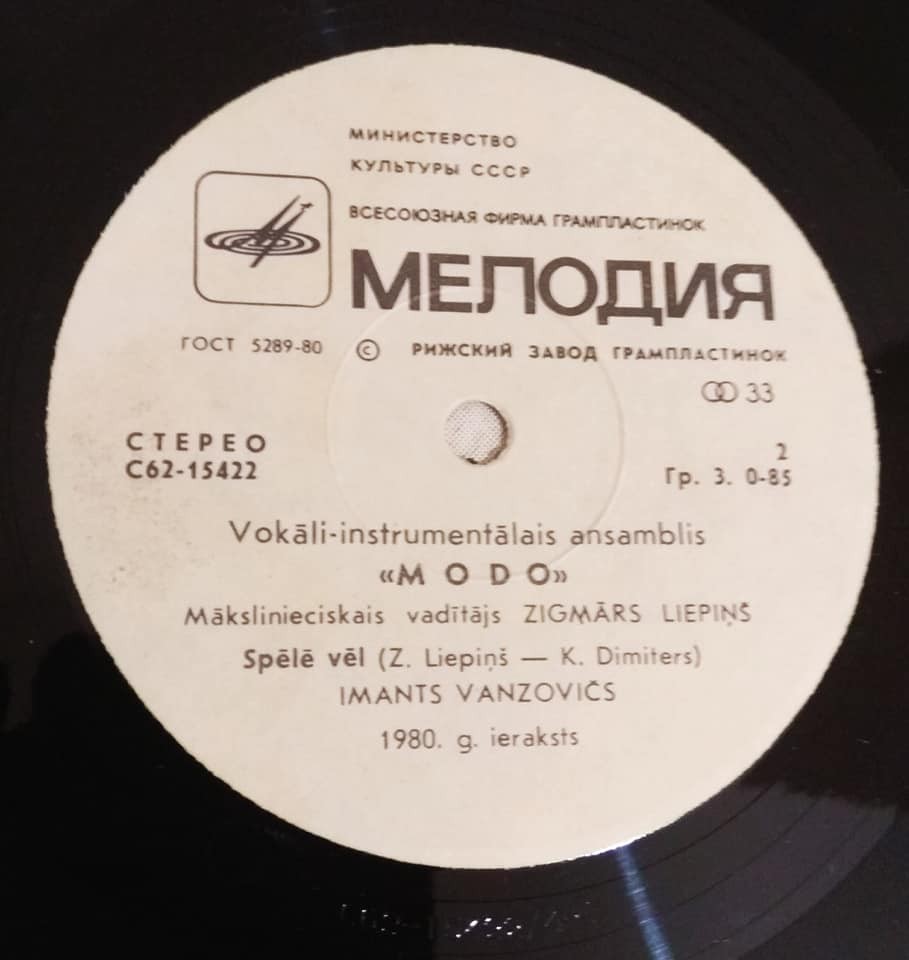 МИНИСТЕРСТВО
КУЛЬТУРЫ СССР
ВСЕСОЮЗНАЯ ФИРМА ГРАМПЛАСТИНОК
МЕЛОДИЯ
ГОСТ 5289-80 © РИЖСКИЙ ЗАВОД ГРАМПЛАСТИНОК
33
СТЕРЕО 2
С62-15422 Гр. 3. 0-85
Vokāli-instrumentālais ansamblis
«MODO»
Mākslinieciskais vadītājs ZIGMĀRS LIEPIŅŠ
Spēlē vēl (Z. Liepiņš — K. Dimiters)
IMANTS VANZOVIČS
1980. g. ieraksts